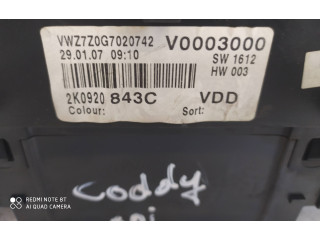 VWZ7Z0G7020742 V0003000
29.01.07 09:10 SW 1612
HW 003
2K0920 843C VDD
Colour: Sort:
coddy
REDMI NOTE 8T
AI QUAD CAMERA